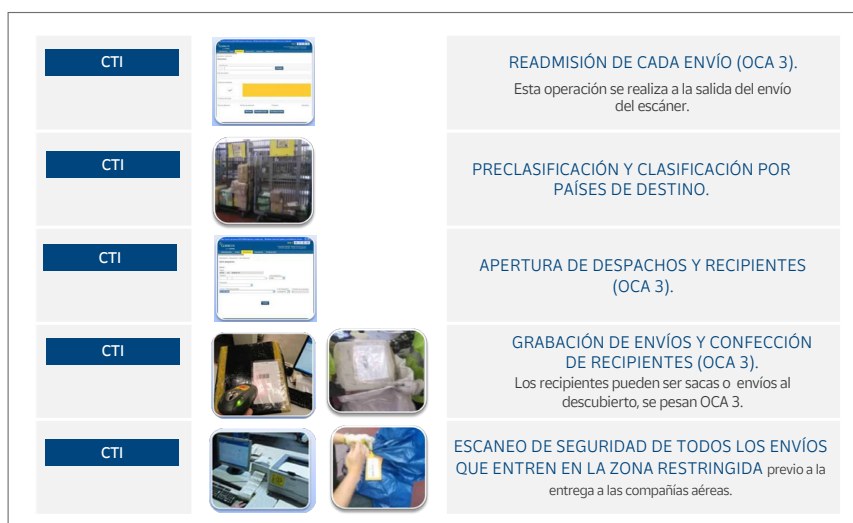 CTI
READMISIÓN DE CADA ENVÍO (OCA 3).
Esta operación se realiza a la salida del envío
del escáner.
CTI
PRECLASIFICACIÓN Y CLASIFICACIÓN POR
PAÍSES DE DESTINO.
CTI
APERTURA DE DESPACHOS Y RECIPIENTES
(OCA 3).
CTI
GRABACIÓN DE ENVÍOS Y CONFECCIÓN
DE RECIPIENTES (OCA 3).
Los recipientes pueden ser sacas o envíos al
descubierto, se pesan OCA 3.
CTI
ESCANEO DE SEGURIDAD DE TODOS LOS ENVÍOS
QUE ENTREN EN LA ZONA RESTRINGIDA previo a la
entrega a las compañías aéreas.